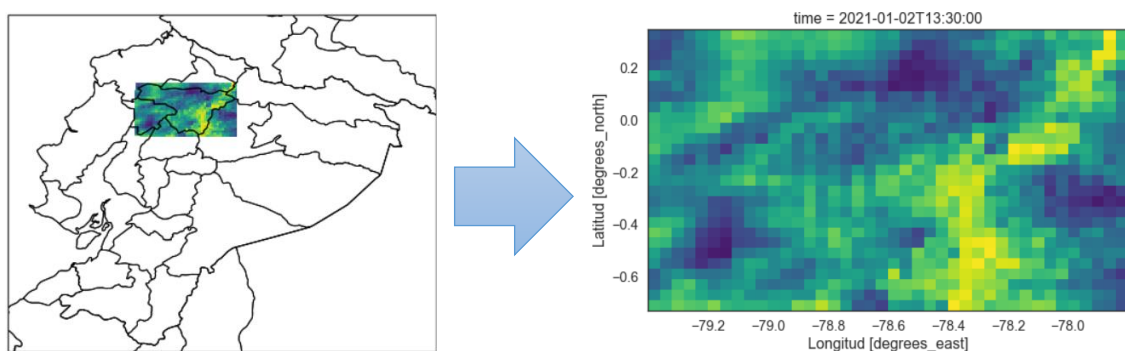 time = 2021-01-02T13:30:00
Latitud [degrees_north]
0.2
0.0
−0.2
−0.4
−0.6
−79.2 −79.0 −78.8 −78.6 −78.4 −78.2 −78.0
Longitud [degrees_east]